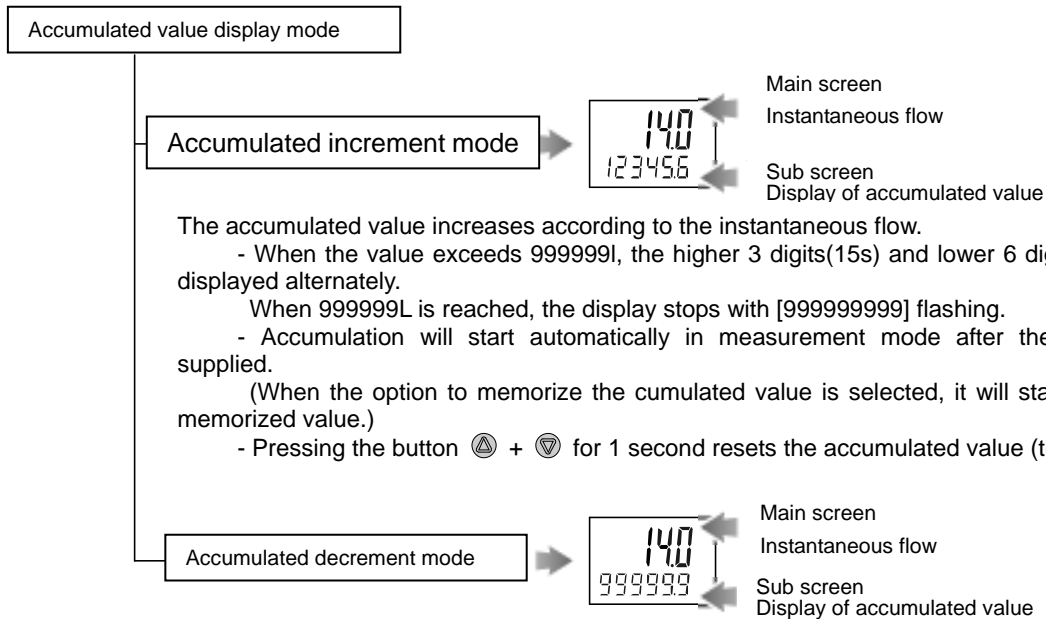 Accumulated value display mode
Accumulated increment mode
14.0
12345.6
Main screen
Instantaneous flow
Sub screen
Display of accumulated value
The accumulated value increases according to the instantaneous flow.
- When the value exceeds 999999l, the higher 3 digits(15s) and lower 6
displayed alternately.
When 999999L is reached, the display stops with [999999999] flashing.
- Accumulation will start automatically in measurement mode after
supplied.
(When the option to memorize the cumulated value is selected, it will
memorized value.)
- Pressing the button + for 1 second resets the accumulated value
Accumulated decrement mode
14.0
99999.9
Main screen
Instantaneous flow
Sub screen
Display of accumulated value